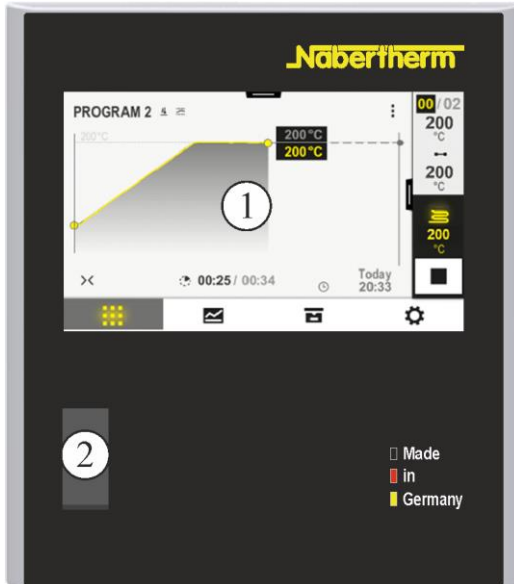 Nabertherm
PROGRAM 2
200°C
200 °C
200 °C
1
00:25 / 00:34
Today
20:33
00 / 02
200
°C
200
°C
200
°C
2
Made
in
Germany